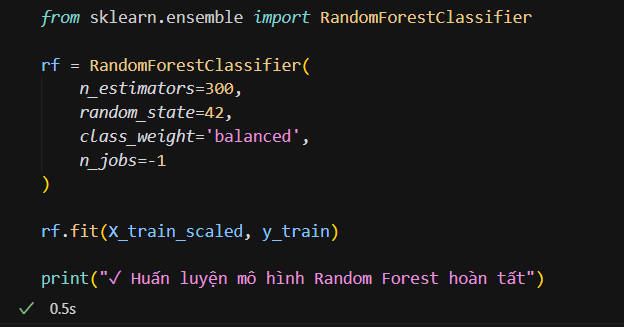 from sklearn.ensemble import RandomForestClassifier
rf = RandomForestClassifier(
    n_estimators=300,
    random_state=42,
    class_weight='balanced',
    n_jobs=-1
)
rf.fit(X_train_scaled, y_train)
print("✓ Huấn luyện mô hình Random Forest hoàn tất")
✓ 0.5s